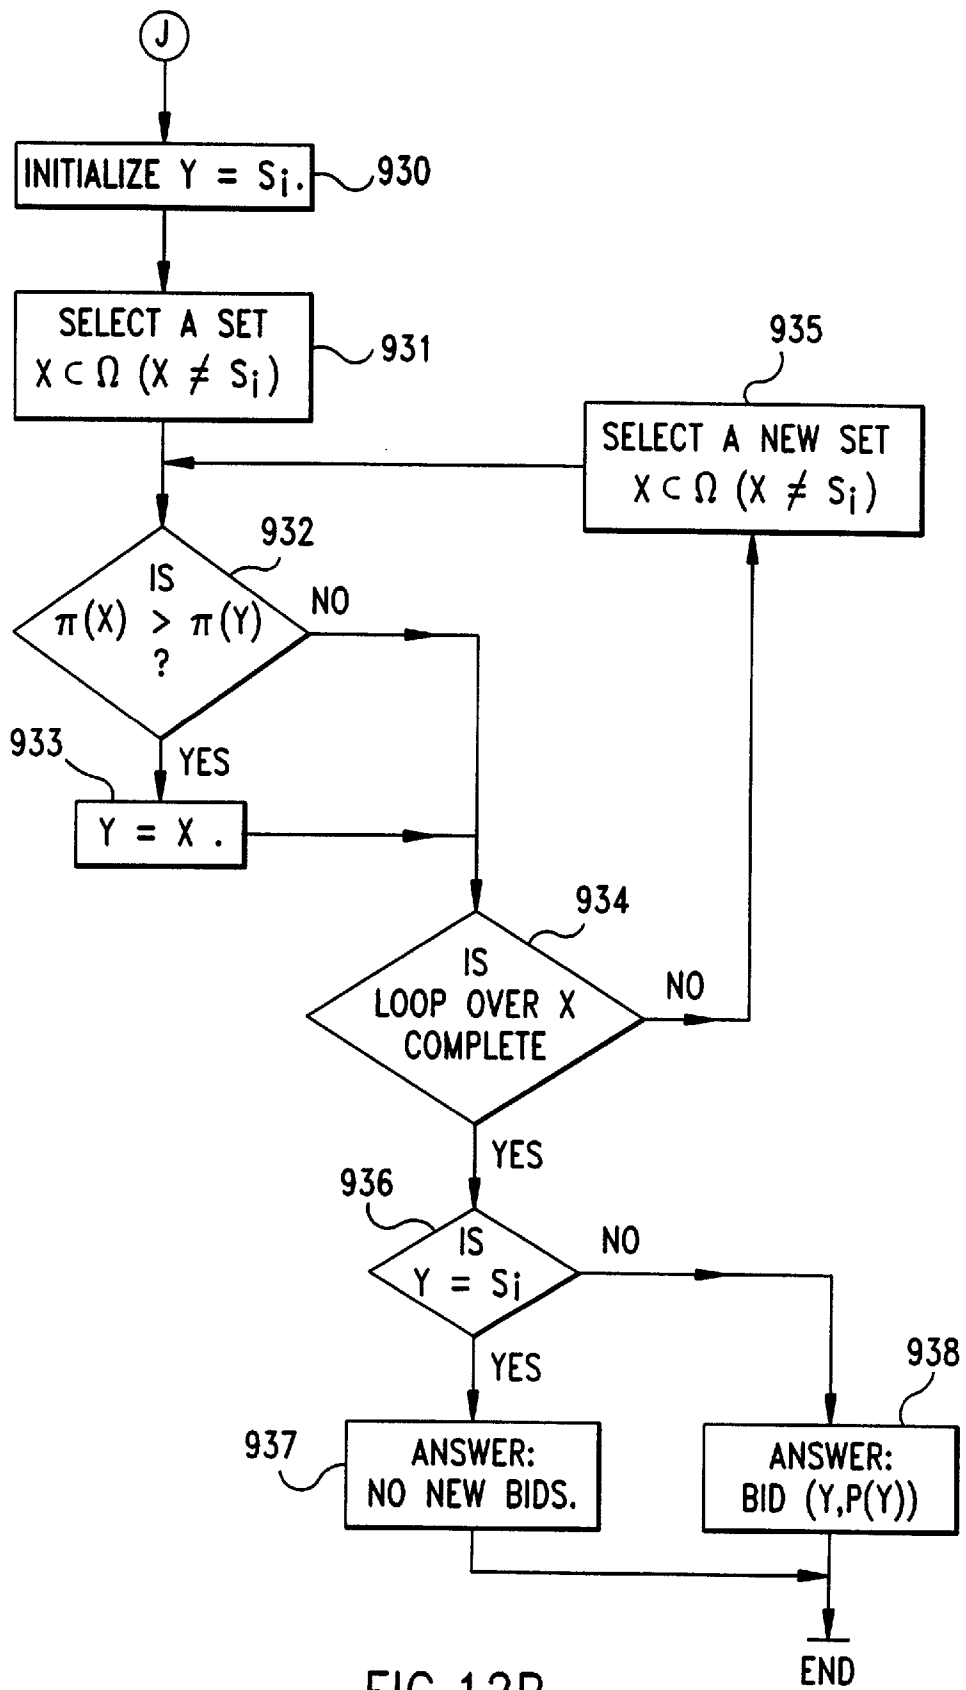 J
INITIALIZE Y = Si.
930
SELECT A SET
X ⊂ Ω (X ≠ Si)
931
935
SELECT A NEW SET
X ⊂ Ω (X ≠ Si)
932
IS
π(X) > π(Y)
?
NO
933
YES
Y = X .
934
IS
LOOP OVER X
COMPLETE
NO
YES
936
IS
Y = Si
NO
YES
938
937
ANSWER:
NO NEW BIDS.
ANSWER:
BID (Y,P(Y))
END